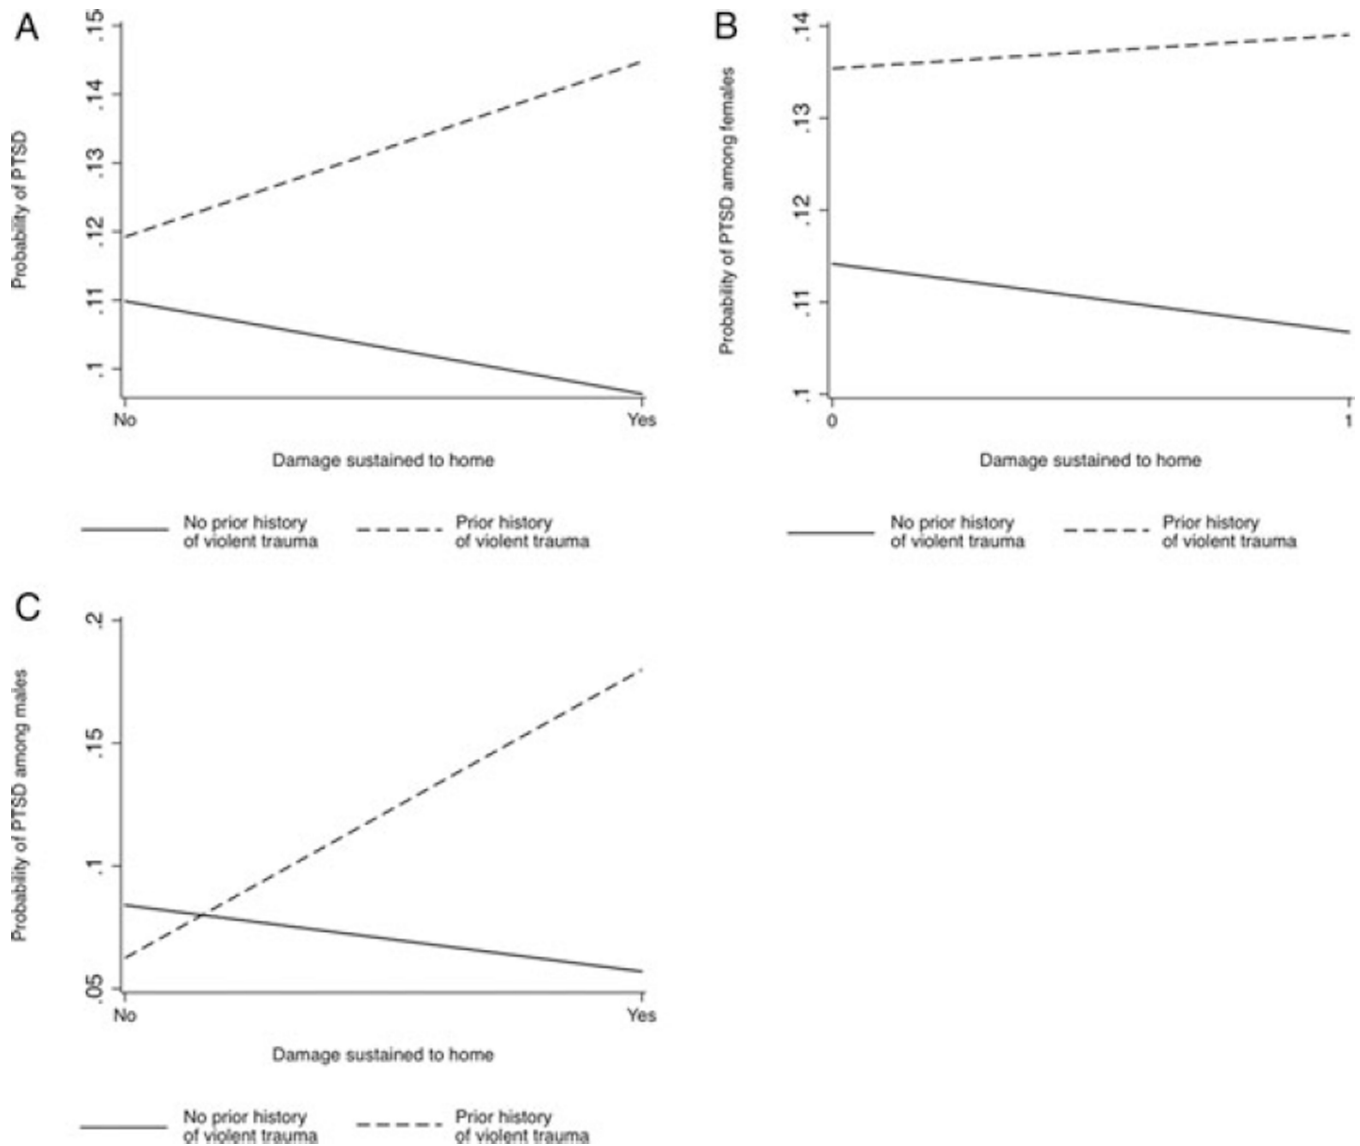 A
Probability of PTSD
.15
.14
.13
.12
.11
.1
No
Yes
Damage sustained to home
No prior history
of violent trauma
Prior history
of violent trauma
B
Probability of PTSD among females
.14
.13
.12
.11
.1
0
1
Damage sustained to home
No prior history
of violent trauma
Prior history
of violent trauma
C
Probability of PTSD among males
.2
.15
.1
.05
No
Yes
Damage sustained to home
No prior history
of violent trauma
Prior history
of violent trauma